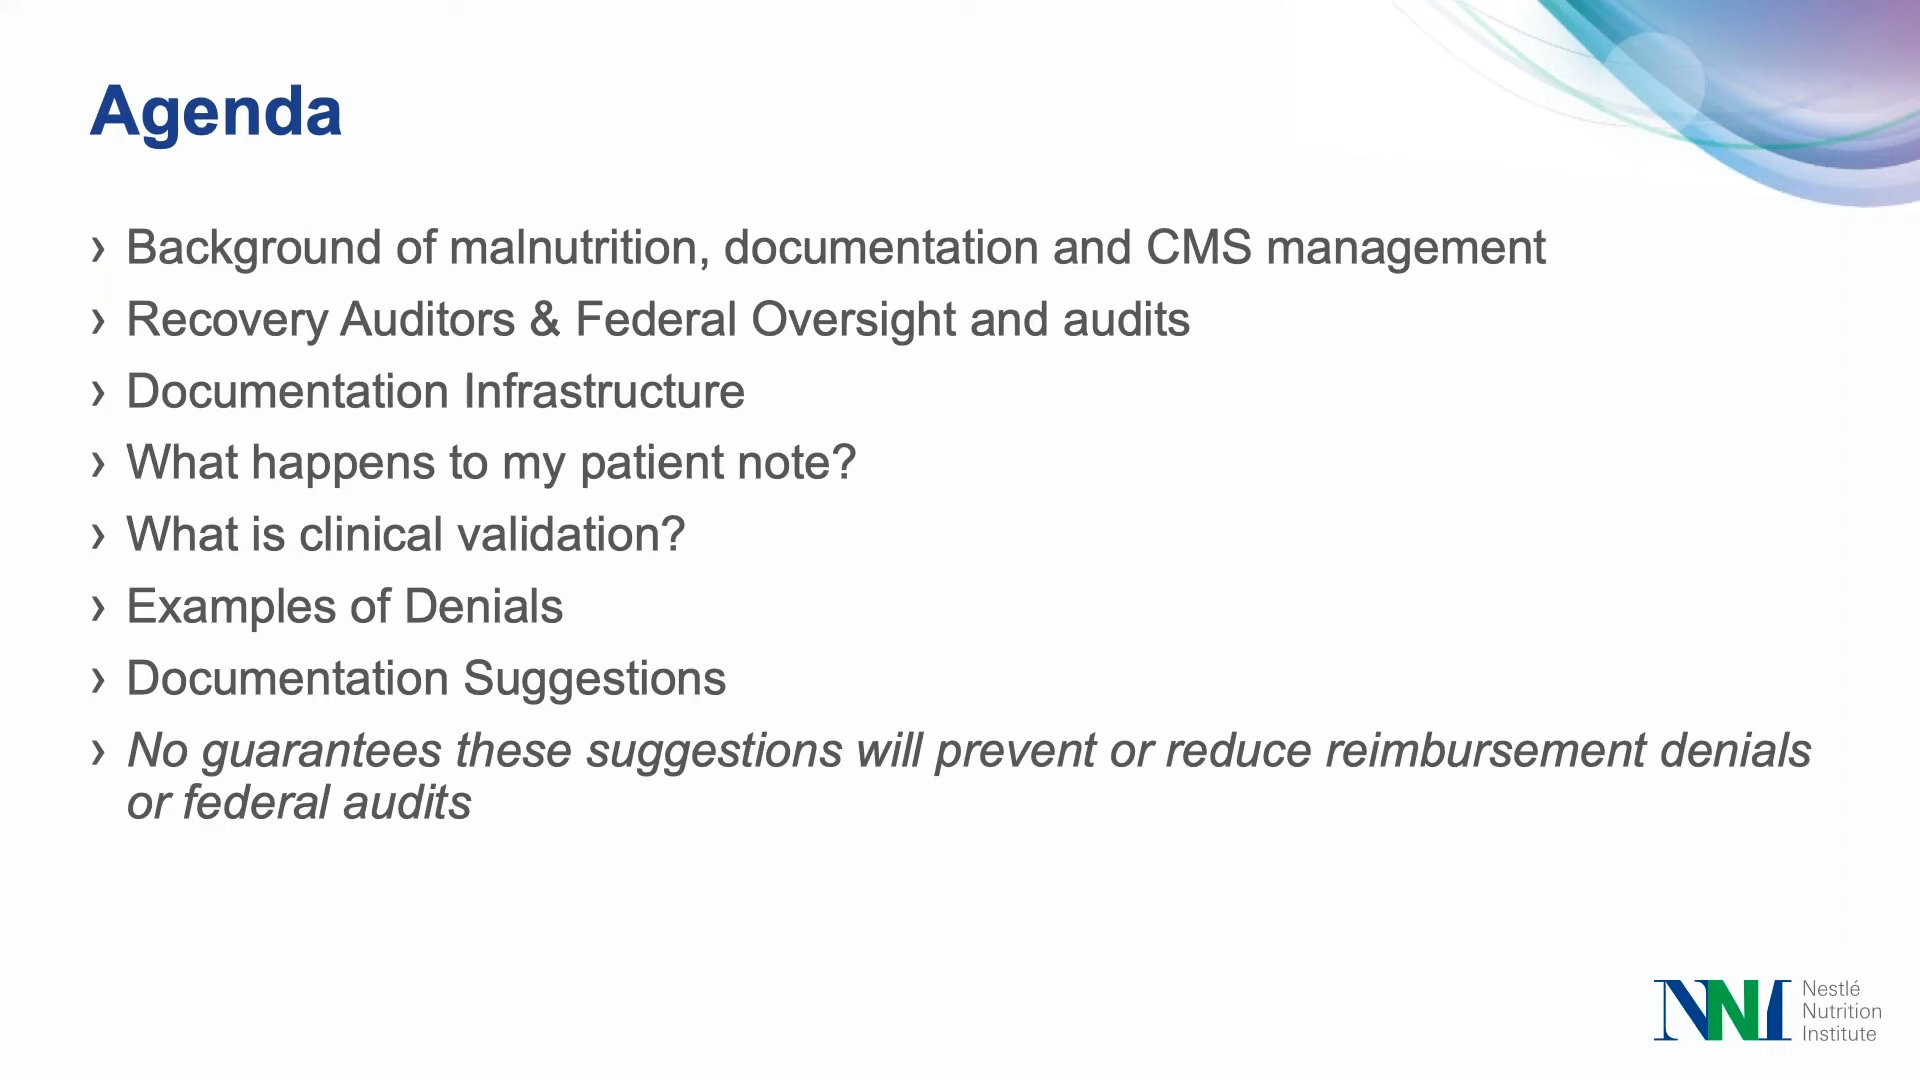 Agenda
› Background of malnutrition, documentation and CMS management
› Recovery Auditors & Federal Oversight and audits
› Documentation Infrastructure
› What happens to my patient note?
› What is clinical validation?
› Examples of Denials
› Documentation Suggestions
› No guarantees these suggestions will prevent or reduce reimbursement denials
or federal audits
NNI
Nestlé
Nutrition
Institute